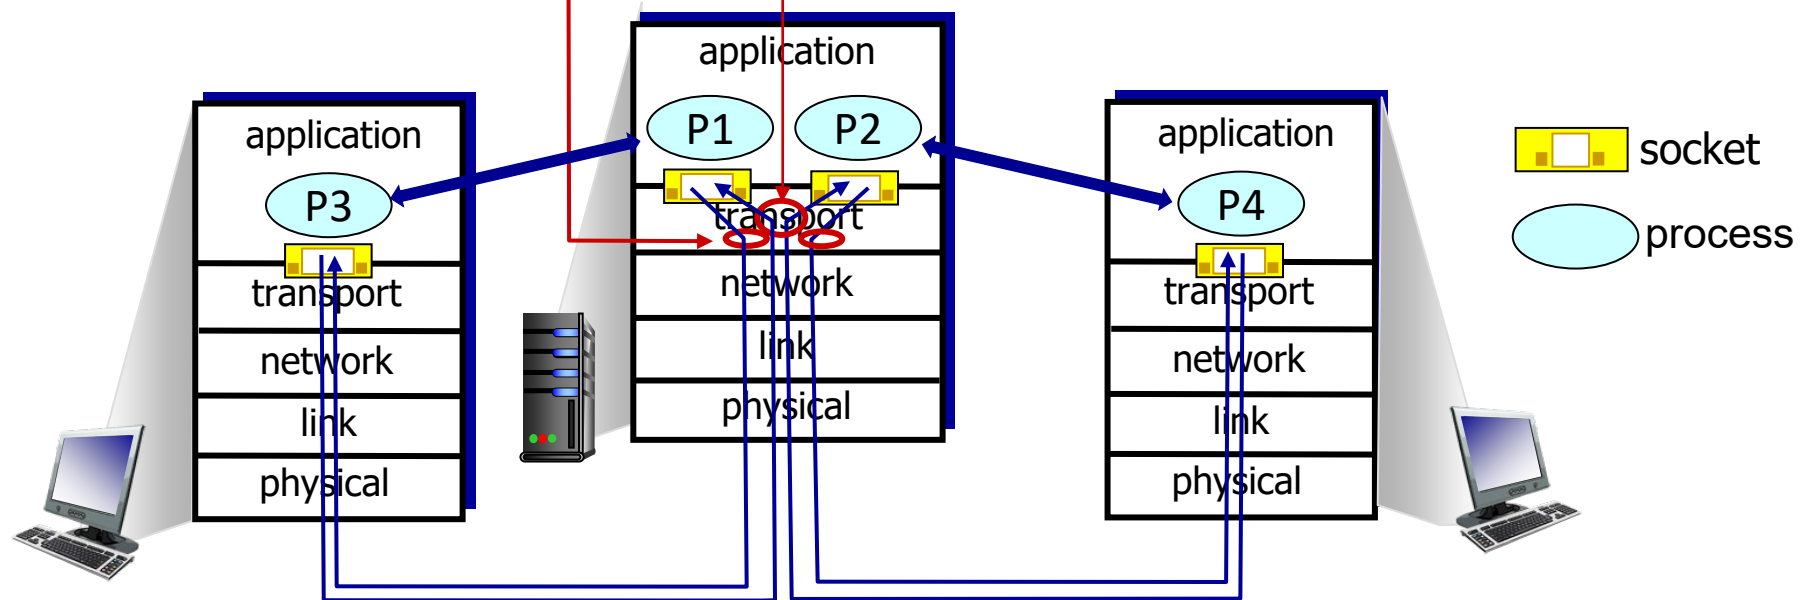 application
P3
transport
network
link
physical
application
P1
P2
transport
network
link
physical
application
P4
transport
network
link
physical
socket
process